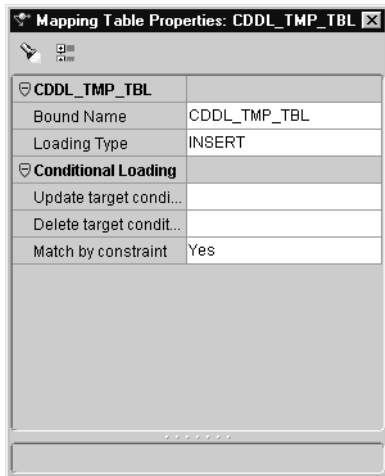 Mapping Table Properties: CDDL_TMP_TBL
CDDL_TMP_TBL
Bound Name CDDL_TMP_TBL
Loading Type INSERT
Conditional Loading
Update target condi...
Delete target condit...
Match by constraint Yes